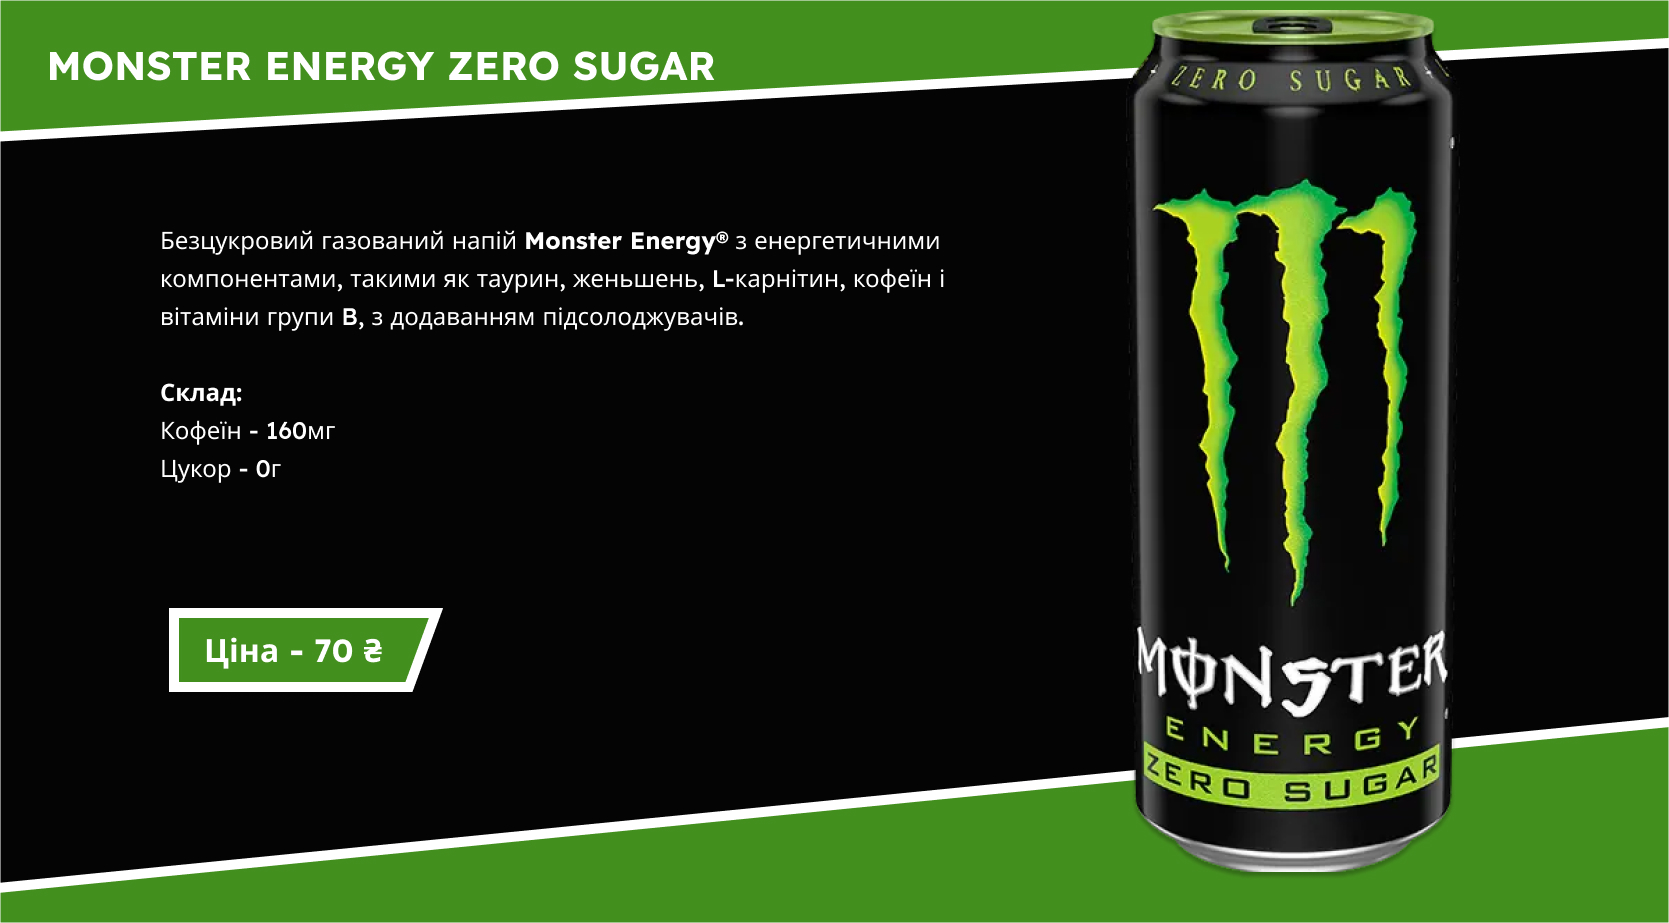 MONSTER ENERGY ZERO SUGAR
ZERO SUGAR
Безцукровий газований напій Monster Energy® з енергетичними
компонентами, такими як таурин, женьшень, L-карнітин, кофеїн і
вітаміни групи B, з додаванням підсолоджувачів.
Склад:
Кофеїн - 160мг
Цукор - 0г
Ціна - 70 ₴
MONSTER
ENERGY
ZERO SUGAR